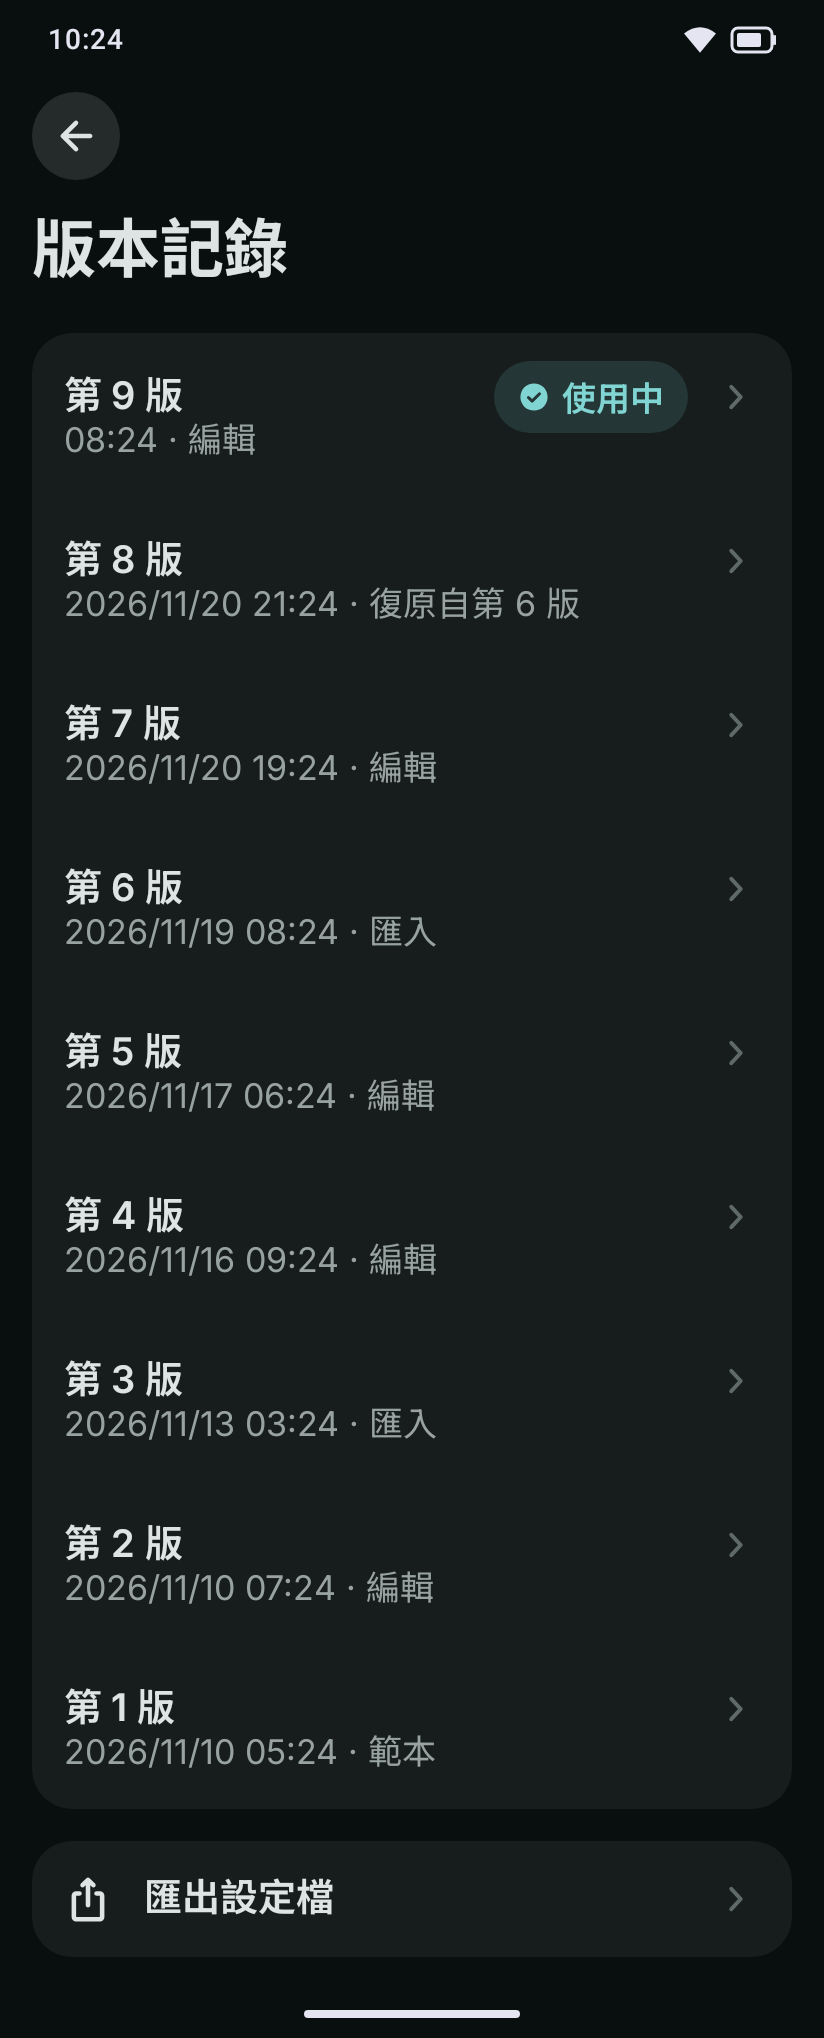 10:24
版本記錄
第 9 版
使用中
08:24 · 編輯
第 8 版
2026/11/20 21:24 · 復原自第 6 版
第 7 版
2026/11/20 19:24 · 編輯
第 6 版
2026/11/19 08:24 · 匯入
第 5 版
2026/11/17 06:24 · 編輯
第 4 版
2026/11/16 09:24 · 編輯
第 3 版
2026/11/13 03:24 · 匯入
第 2 版
2026/11/10 07:24 · 編輯
第 1 版
2026/11/10 05:24 · 範本
匯出設定檔